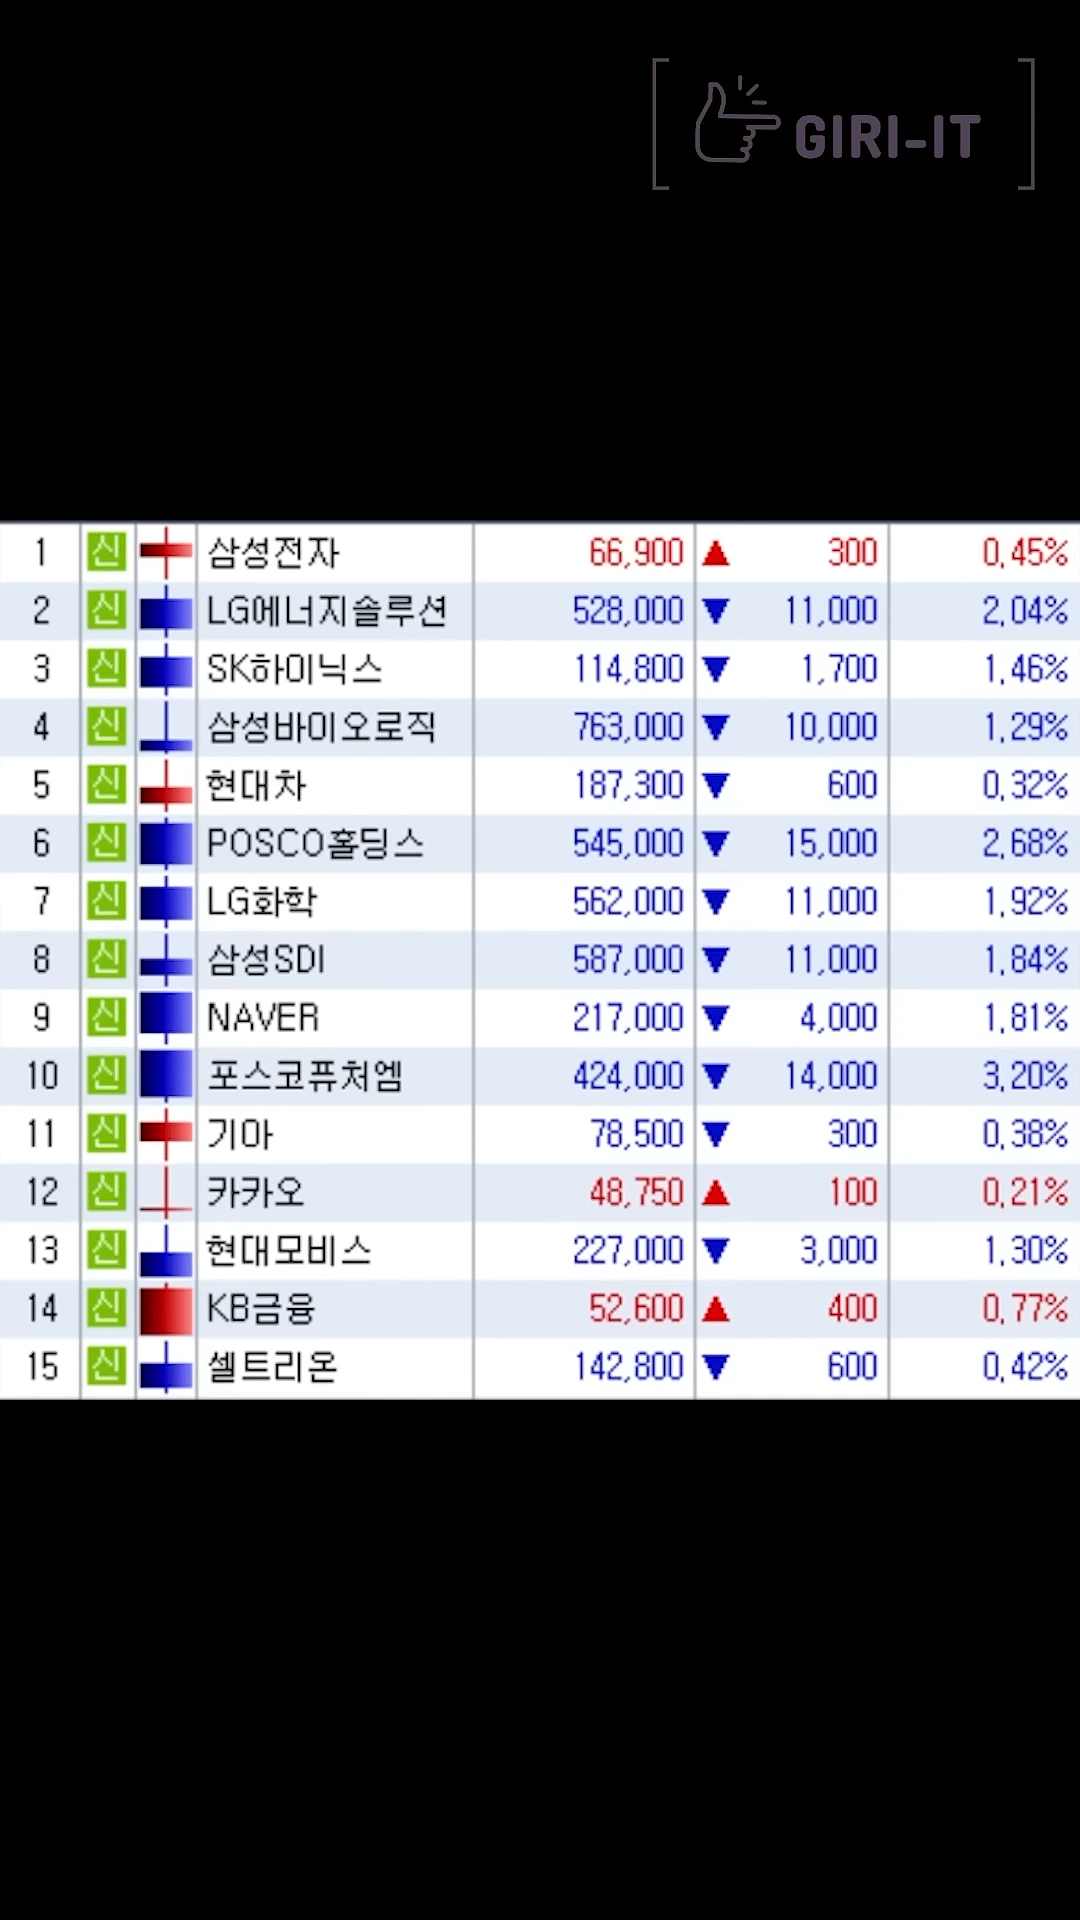 GIRI-IT
1 신 삼성전자 66,900 ▲ 300 0,45%
2 신 LG에너지솔루션 528,000 ▼ 11,000 2,04%
3 신 SK하이닉스 114,800 ▼ 1,700 1,46%
4 신 삼성바이오로직 763,000 ▼ 10,000 1,29%
5 신 현대차 187,300 ▼ 600 0,32%
6 신 POSCO홀딩스 545,000 ▼ 15,000 2,68%
7 신 LG화학 562,000 ▼ 11,000 1,92%
8 신 삼성SDI 587,000 ▼ 11,000 1,84%
9 신 NAVER 217,000 ▼ 4,000 1,81%
10 신 포스코퓨처엠 424,000 ▼ 14,000 3,20%
11 신 기아 78,500 ▼ 300 0,38%
12 신 카카오 48,750 ▲ 100 0,21%
13 신 현대모비스 227,000 ▼ 3,000 1,30%
14 신 KB금융 52,600 ▲ 400 0,77%
15 신 셀트리온 142,800 ▼ 600 0,42%